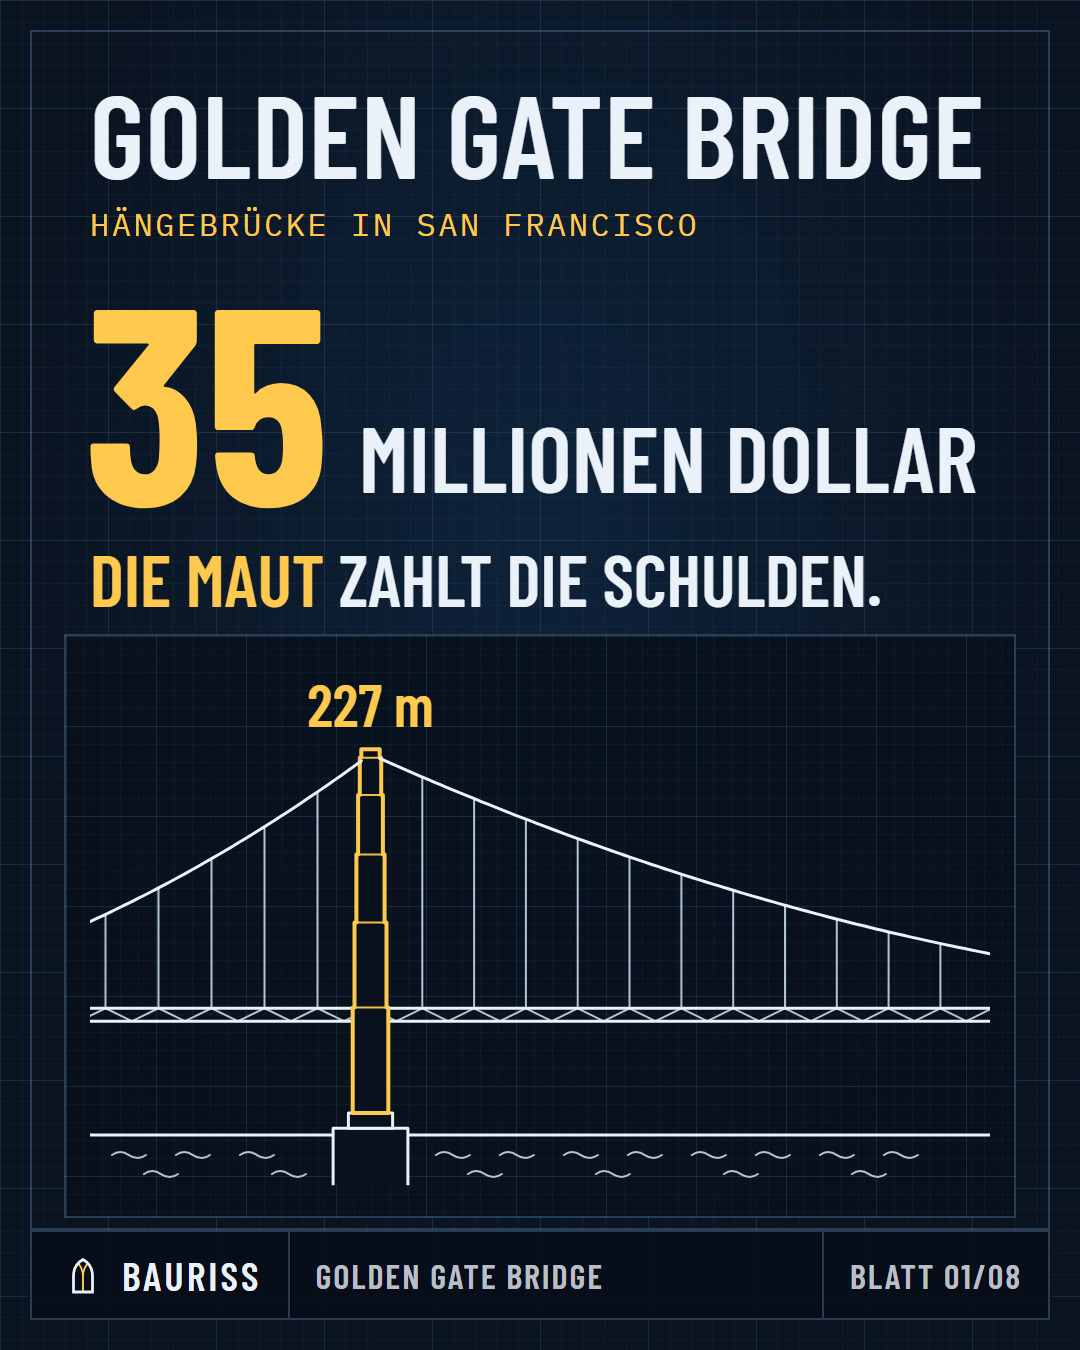 GOLDEN GATE BRIDGE
HÄNGEBRÜCKE IN SAN FRANCISCO
35 MILLIONEN DOLLAR
DIE MAUT ZAHLT DIE SCHULDEN.
227 m
BAURISS
GOLDEN GATE BRIDGE
BLATT 01/08